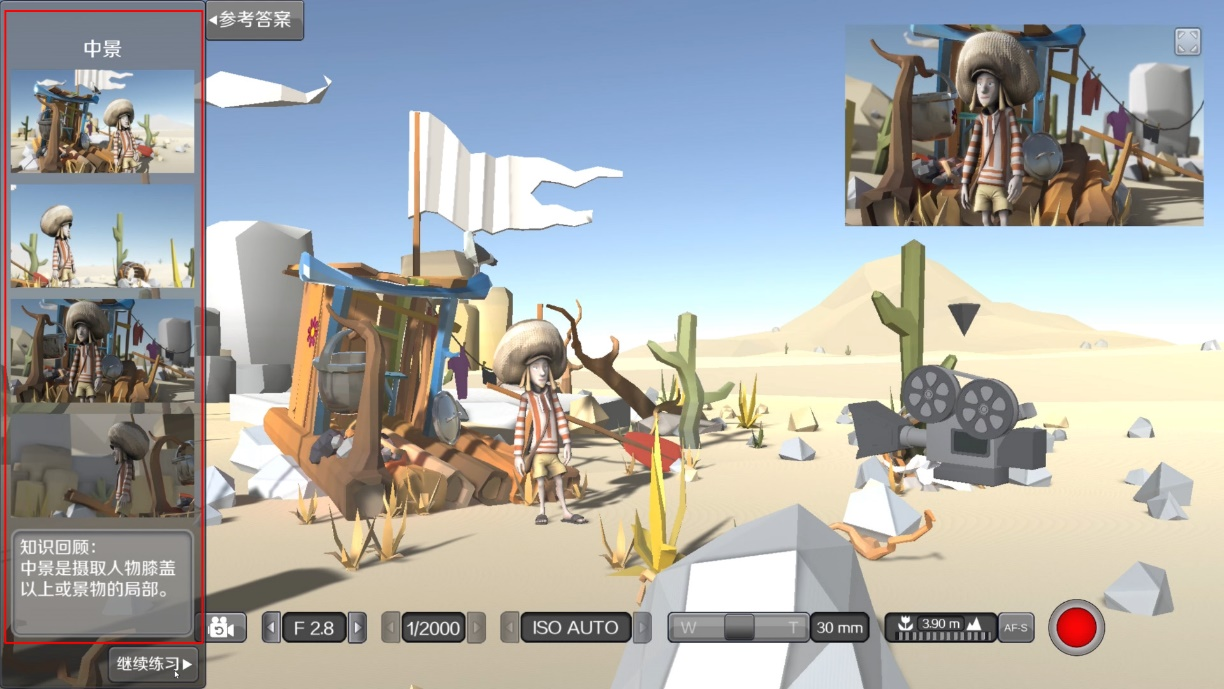 中景
◀参考答案
知识回顾：
中景是摄取人物膝盖
以上或景物的局部。
继续练习▶
F 2.8
1/2000
ISO AUTO
W
T
30 mm
3.90 m
AF-S